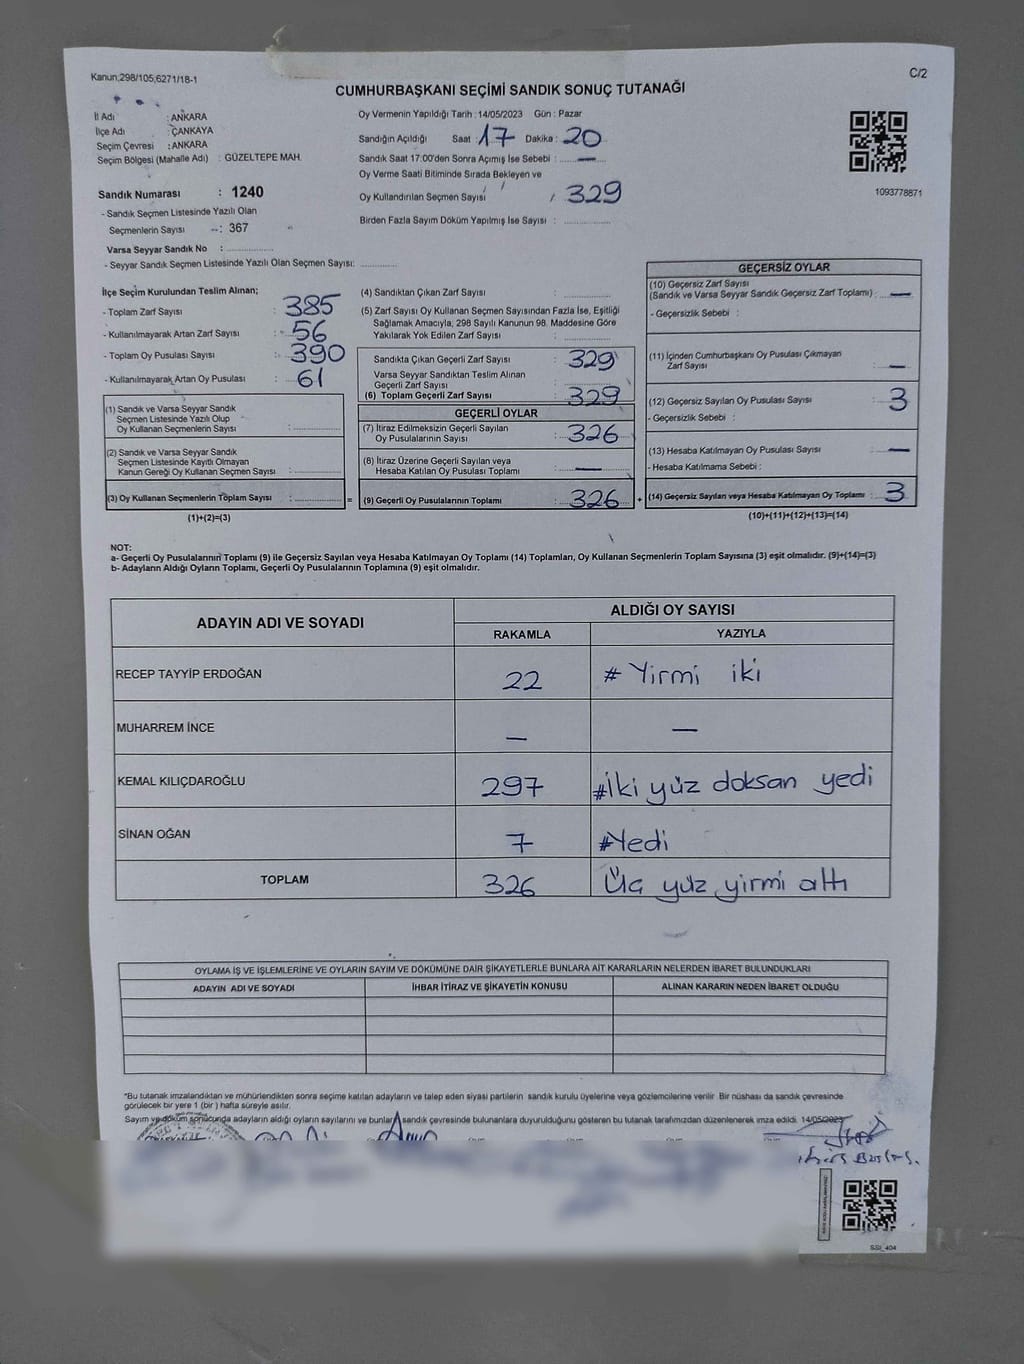 Kanun,298/105,6271/18-1
C/2
CUMHURBAŞKANI SEÇİMİ SANDIK SONUÇ TUTANAĞI
İl Adı : ANKARA
İlçe Adı : ÇANKAYA
Seçim Çevresi : ANKARA
Seçim Bölgesi (Mahalle Adı) : GÜZELTEPE MAH.
Sandık Numarası : 1240
- Sandık Seçmen Listesinde Yazılı Olan
Seçmenlerin Sayısı : 367
Varsa Seyyar Sandık No :
- Seyyar Sandık Seçmen Listesinde Yazılı Olan Seçmen Sayısı:
Oy Vermenin Yapıldığı Tarih : 14/05/2023 Gün : Pazar
Sandığın Açıldığı Saat : 17 Dakika : 20
Sandık Saat 17:00'den Sonra Açımış İse Sebebi : —
Oy Verme Saati Bitiminde Sırada Bekleyen ve
Oy Kullandırılan Seçmen Sayısı : 329
Birden Fazla Sayım Döküm Yapılmış İse Sayısı :
1093778871
İlçe Seçim Kurulundan Teslim Alınan;
- Toplam Zarf Sayısı : 385
- Kullanılmayarak Artan Zarf Sayısı : 56
- Toplam Oy Pusulası Sayısı : 390
- Kullanılmayarak Artan Oy Pusulası : 61
(1) Sandık ve Varsa Seyyar Sandık
Seçmen Listesinde Yazılı Olup
Oy Kullanan Seçmenlerin Sayısı :
(2) Sandık ve Varsa Seyyar Sandık
Seçmen Listesinde Kayıtlı Olmayan
Kanun Gereği Oy Kullanan Seçmen Sayısı :
(3) Oy Kullanan Seçmenlerin Toplam Sayısı : =
(1)+(2)=(3)
(4) Sandıktan Çıkan Zarf Sayısı :
(5) Zarf Sayısı Oy Kullanan Seçmen Sayısından Fazla İse, Eşitliği
Sağlamak Amacıyla, 298 Sayılı Kanunun 98. Maddesine Göre
Yakılarak Yok Edilen Zarf Sayısı :
Sandıkta Çıkan Geçerli Zarf Sayısı : 329
Varsa Seyyar Sandıktan Teslim Alınan
Geçerli Zarf Sayısı :
(6) Toplam Geçerli Zarf Sayısı : 329
GEÇERLİ OYLAR
(7) İtiraz Edilmeksizin Geçerli Sayılan
Oy Pusulalarının Sayısı : 326
(8) İtiraz Üzerine Geçerli Sayılan veya
Hesaba Katılan Oy Pusulası Toplamı : —
(9) Geçerli Oy Pusulalarının Toplamı : 326 +
GEÇERSİZ OYLAR
(10) Geçersiz Zarf Sayısı
(Sandık ve Varsa Seyyar Sandık Geçersiz Zarf Toplamı) : —
- Geçersizlik Sebebi :
(11) İçinden Cumhurbaşkanı Oy Pusulası Çıkmayan
Zarf Sayısı : —
(12) Geçersiz Sayılan Oy Pusulası Sayısı : 3
- Geçersizlik Sebebi :
(13) Hesaba Katılmayan Oy Pusulası Sayısı : —
- Hesaba Katılmama Sebebi :
(14) Geçersiz Sayılan veya Hesaba Katılmayan Oy Toplamı : 3
(10)+(11)+(12)+(13)=(14)
NOT:
a- Geçerli Oy Pusulalarının Toplamı (9) ile Geçersiz Sayılan veya Hesaba Katılmayan Oy Toplamı (14) Toplamları, Oy Kullanan Seçmenlerin Toplam Sayısına (3) eşit olmalıdır. (9)+(14)=(3)
b- Adayların Aldığı Oyların Toplamı, Geçerli Oy Pusulalarının Toplamına (9) eşit olmalıdır.
ADAYIN ADI VE SOYADI
ALDIĞI OY SAYISI
RAKAMLA YAZIYLA
RECEP TAYYİP ERDOĞAN 22 # Yirmi iki
MUHARREM İNCE — —
KEMAL KILIÇDAROĞLU 297 #İki yüz doksan yedi
SİNAN OĞAN 7 #Yedi
TOPLAM 326 Üç yüz yirmi altı
OYLAMA İŞ VE İŞLEMLERİNE VE OYLARIN SAYIM VE DÖKÜMÜNE DAİR ŞİKAYETLERLE BUNLARA AİT KARARLARIN NELERDEN İBARET BULUNDUKLARI
ADAYIN ADI VE SOYADI İHBAR İTİRAZ VE ŞİKAYETİN KONUSU ALINAN KARARIN NEDEN İBARET OLDUĞU
*Bu tutanak imzalandıktan ve mühürlendikten sonra seçime katılan adayların ve talep eden siyasi partilerin sandık kurulu üyelerine veya gözlemcilerine verilir. Bir nüshası da sandık çevresinde
görülecek bir yere 1 (bir) hafta süreyle asılır.
Sayım ve döküm sonucunda adayların aldığı oyların sayılarını ve bunların sandık çevresinde bulunanlara duyurulduğunu gösteren bu tutanak tarafımızdan düzenlenerek imza edildi. 14/05/2023
SSI_404